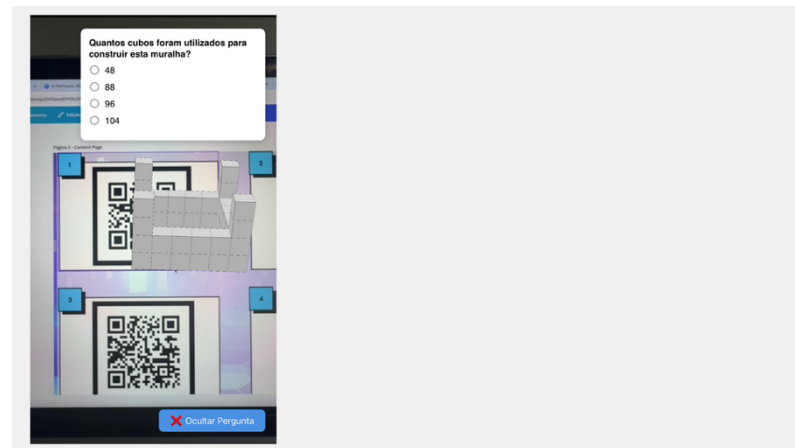 Quantos cubos foram utilizados para
construir esta muralha?
48
88
96
104
Página 3 - Content Page
1
2
3
4
❌ Ocultar Pergunta